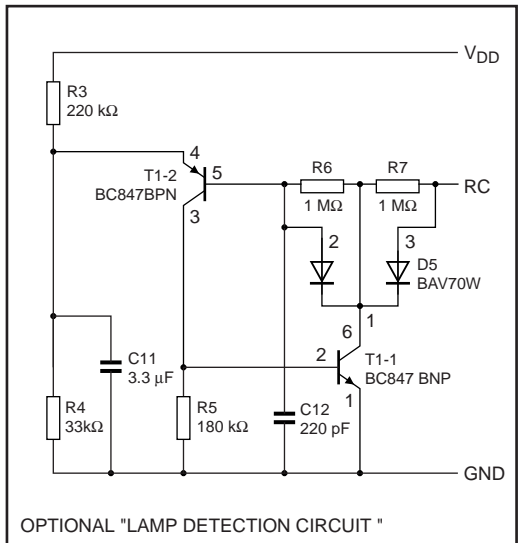 VDD
R3
220 kΩ
4
T1-2
BC847BPN
5
3
R6
1 MΩ
R7
1 MΩ
RC
2
3
D5
BAV70W
6
1
2
T1-1
BC847 BNP
1
C11
3.3 μF
R4
33kΩ
R5
180 kΩ
C12
220 pF
GND
OPTIONAL "LAMP DETECTION CIRCUIT "